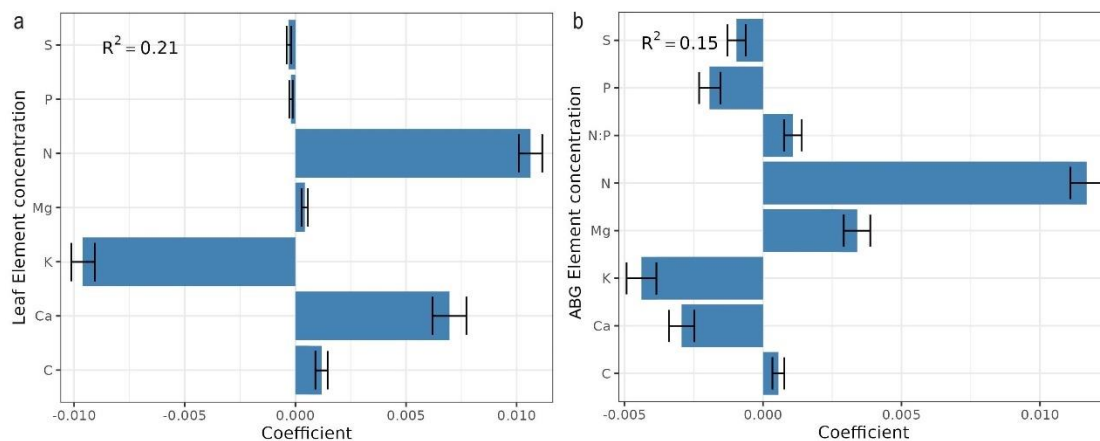 a
R² = 0.21
Leaf Element concentration
S
P
N
Mg
K
Ca
C
-0.010
-0.005
0.000
0.005
0.010
Coefficient
b
R² = 0.15
ABG Element concentration
S
P
N:P
N
Mg
K
Ca
C
-0.005
0.000
0.005
0.010
Coefficient